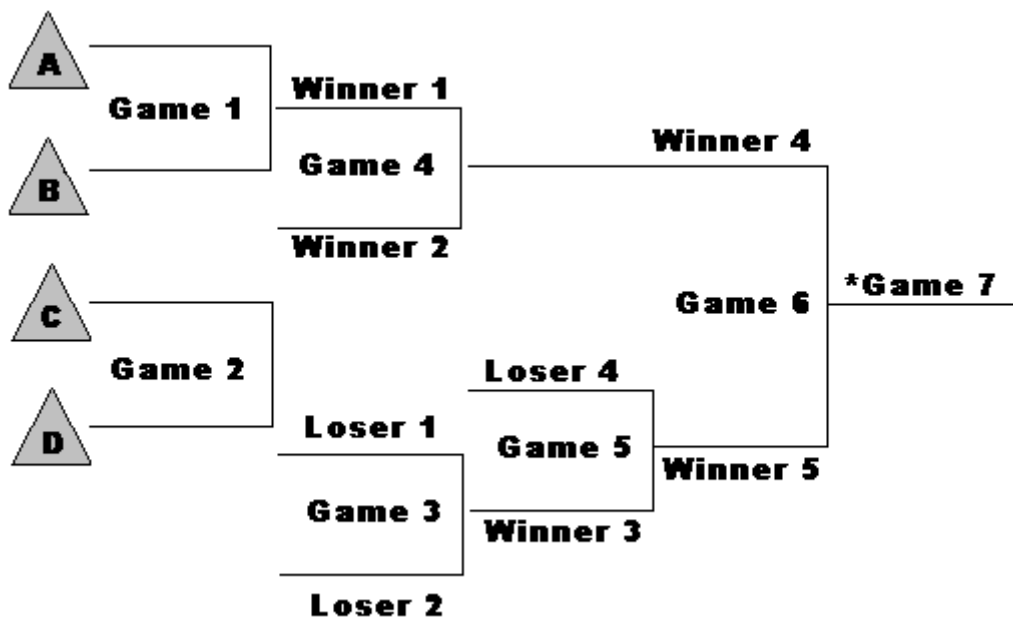 A
Game 1
B
Winner 1
Game 4
Winner 2
Winner 4
C
Game 2
D
Game 6
*Game 7
Loser 4
Loser 1
Game 5
Winner 5
Game 3
Winner 3
Loser 2